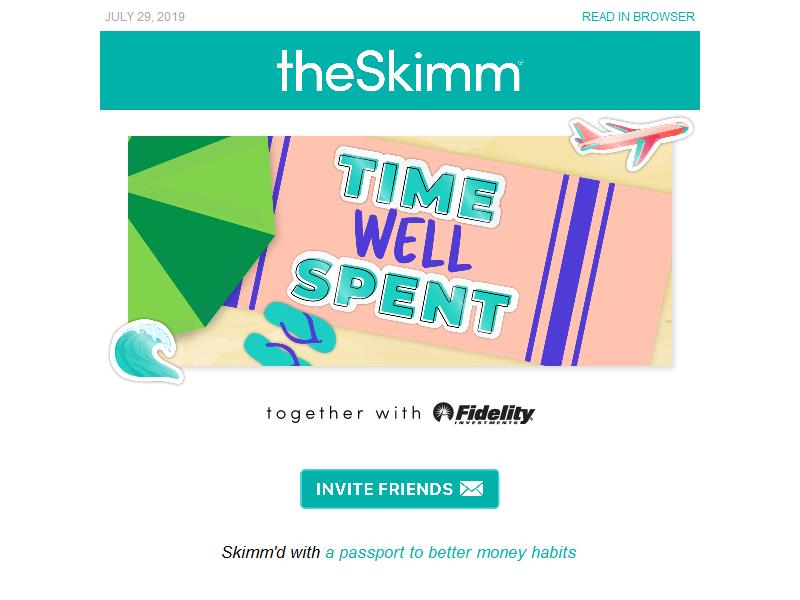 JULY 29, 2019 READ IN BROWSER
theSkimm®
TIME
WELL
SPENT
together with Fidelity
INVESTMENTS
INVITE FRIENDS
Skimm'd with a passport to better money habits